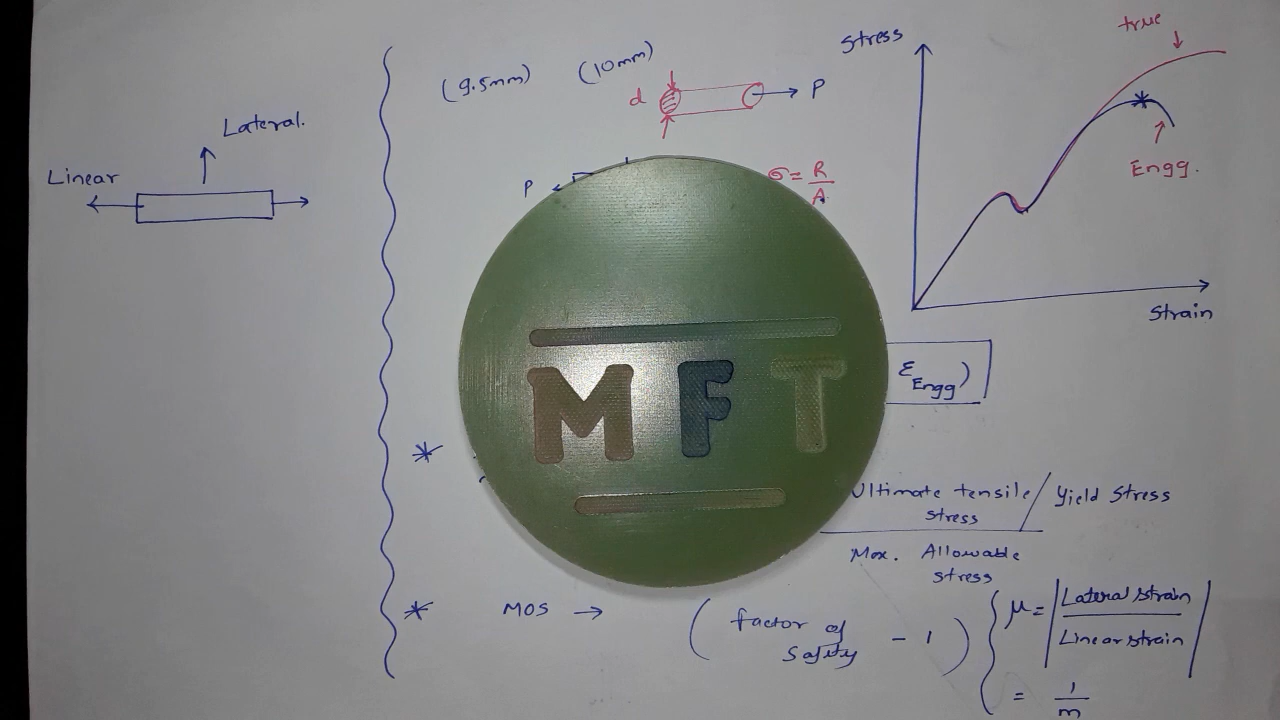 Lateral.
Linear
(9.5mm) (10mm)
d P
P
σ = R
A
stress
true
Engg.
strain
ε Engg)
*
Ultimate tensile / Yield stress
stress
Max. Allowable
stress
* MOS → (factor of safety - 1)
μ = |Lateral strain
Linear strain|
= 1
m
MFT